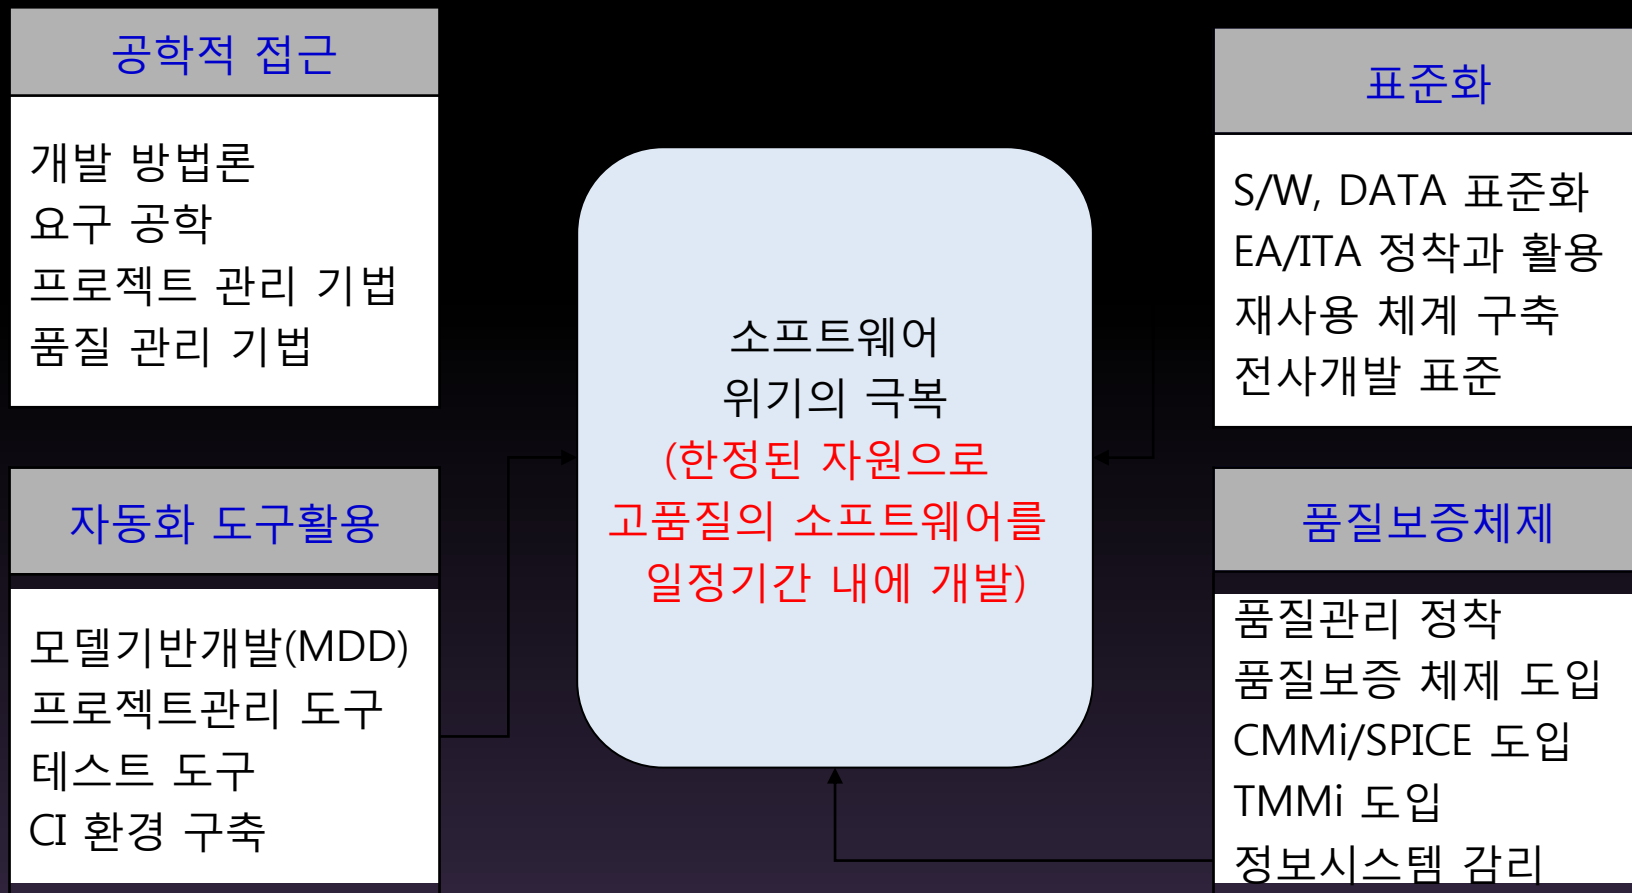 공학적 접근
개발 방법론
요구 공학
프로젝트 관리 기법
품질 관리 기법
자동화 도구활용
모델기반개발(MDD)
프로젝트관리 도구
테스트 도구
CI 환경 구축
소프트웨어
위기의 극복
(한정된 자원으로
고품질의 소프트웨어를
일정기간 내에 개발)
표준화
S/W, DATA 표준화
EA/ITA 정착과 활용
재사용 체계 구축
전사개발 표준
품질보증체제
품질관리 정착
품질보증 체제 도입
CMMi/SPICE 도입
TMMi 도입
정보시스템 감리